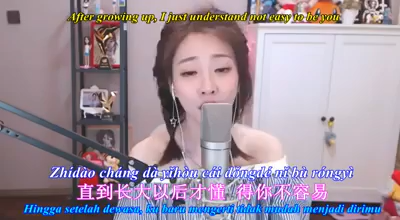 After growing up, I just understand not easy to be you
Zhídào cháng dà yǐhòu cái dǒngdé nǐ bù róngyì
直到长大以后才懂 得你不容易
Hingga setelah dewasa, ku baru mengerti tidak mudah menjadi dirimu